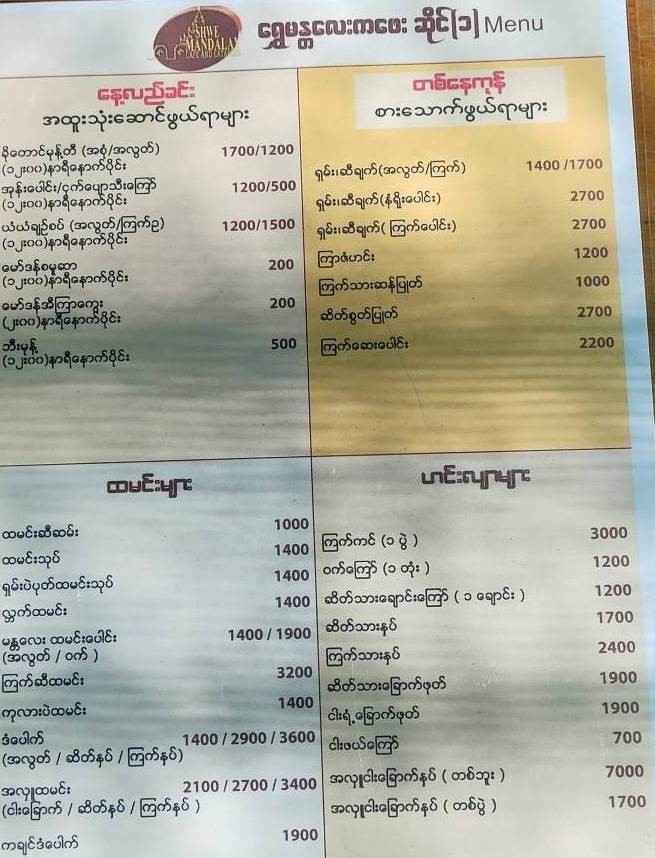 SHWE
MANDALAY
CAFE AND EATERY
ရွှေမန္တလေးကဖေး ဆိုင်(၁) Menu
နေ့လည်ခင်း
အထူးသုံးဆောင်ဖွယ်ရာများ
ခိုတောင်မုန့်တီ (အစုံ/အလွတ်) 1700/1200
(၁၂း၀၀)နာရီနောက်ပိုင်း
အုန်းပေါင်း/ငှက်ပျောသီးကြော် 1200/500
(၁၂း၀၀)နာရီနောက်ပိုင်း
ယံယံချဉ်စပ် (အလွတ်/ကြက်ဥ) 1200/1500
(၁၂း၀၀)နာရီနောက်ပိုင်း
မော်ဒန်စမူဆာ 200
(၁၂း၀၀)နာရီနောက်ပိုင်း
မော်ဒန်အီကြာကွေး 200
(၂း၀၀)နာရီနောက်ပိုင်း
ဘီးမုန့် 500
(၁၂း၀၀)နာရီနောက်ပိုင်း
တစ်နေကုန်
စားသောက်ဖွယ်ရာများ
ရှမ်း၊ဆီချက်(အလွတ်/ကြက်) 1400 /1700
ရှမ်း၊ဆီချက်(နံရိုးပေါင်း) 2700
ရှမ်း၊ဆီချက်( ကြက်ပေါင်း) 2700
ကြာဇံဟင်း 1200
ကြက်သားဆန်ပြုတ် 1000
ဆိတ်စွတ်ပြုတ် 2700
ကြက်ဆေးပေါင်း 2200
ထမင်းများ
ထမင်းဆီဆမ်း 1000
ထမင်းသုပ် 1400
ရှမ်းပဲပုတ်ထမင်းသုပ် 1400
လ္ဘက်ထမင်း 1400
မန္တလေး ထမင်းပေါင်း 1400 / 1900
(အလွတ် / ဝက် )
ကြက်ဆီထမင်း 3200
ကုလားပဲထမင်း 1400
ဒံပေါက် 1400 / 2900 / 3600
(အလွတ် / ဆိတ်နှပ် / ကြက်နှပ်)
အလှူထမင်း 2100 / 2700 / 3400
(ငါးခြောက် / ဆိတ်နှပ် / ကြက်နှပ် )
ကချင်ဒံပေါက် 1900
ဟင်းလျာများ
ကြက်ကင် (၁ ပွဲ ) 3000
ဝက်ကြော် (၁ တုံး ) 1200
ဆိတ်သားချောင်းကြော် ( ၁ ချောင်း ) 1200
ဆိတ်သားနှပ် 1700
ကြက်သားနှပ် 2400
ဆိတ်သားခြောက်ဖုတ် 1900
ငါးရံ့ခြောက်ဖုတ် 1900
ငါးဖယ်ကြော် 700
အလှူငါးခြောက်နှပ် ( တစ်ဘူး ) 7000
အလှူငါးခြောက်နှပ် ( တစ်ပွဲ ) 1700